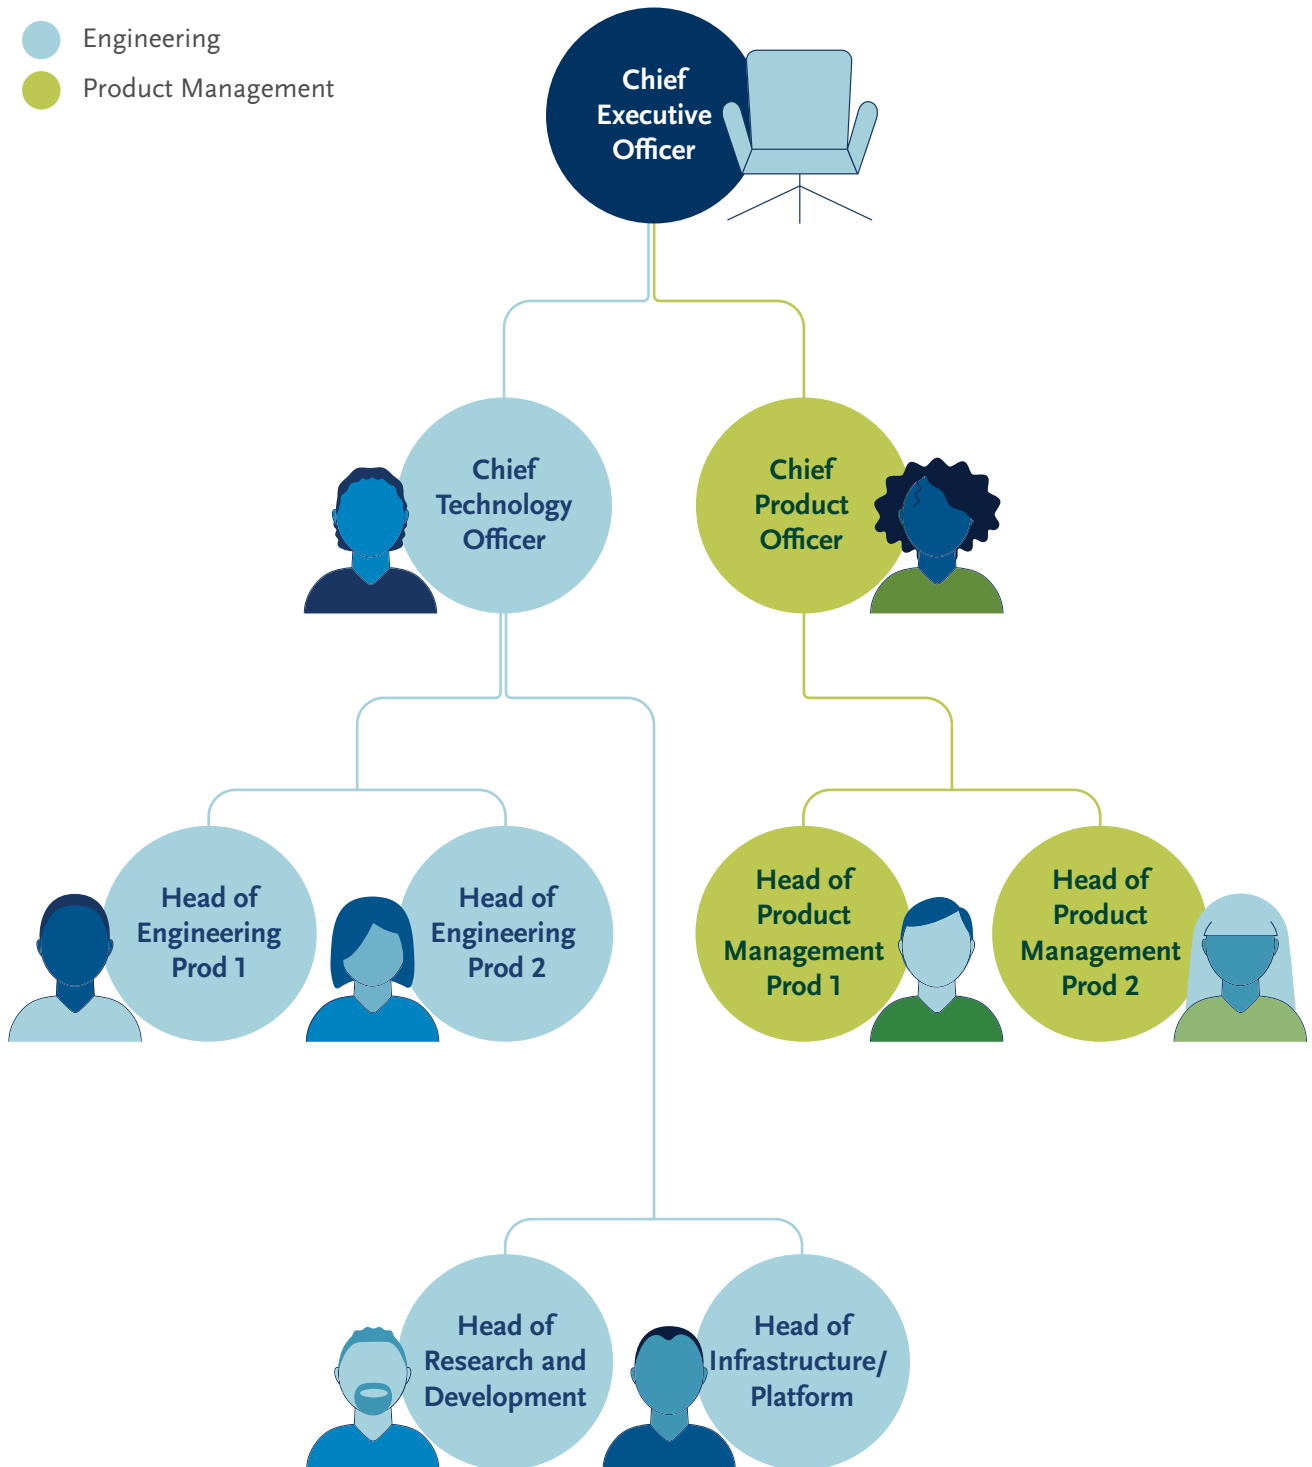 Engineering
Product Management
Chief
Executive
Officer
Chief
Technology
Officer
Chief
Product
Officer
Head of
Engineering
Prod 1
Head of
Engineering
Prod 2
Head of
Product
Management
Prod 1
Head of
Product
Management
Prod 2
Head of
Research and
Development
Head of
Infrastructure/
Platform